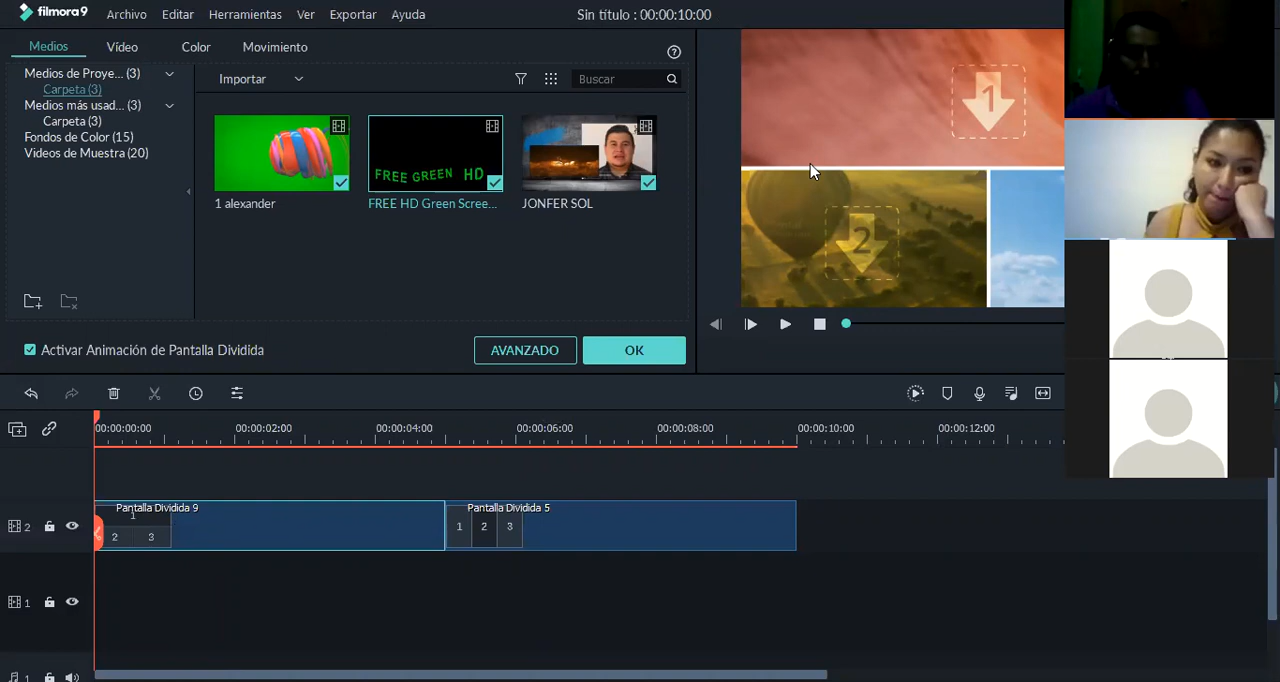 filmora9 Archivo Editar Herramientas Ver Exportar Ayuda Sin título : 00:00:10:00
Medios Vídeo Color Movimiento
Medios de Proye... (3)
Carpeta (3)
Medios más usad... (3)
Carpeta (3)
Fondos de Color (15)
Videos de Muestra (20)
Importar Buscar
FREE GREEN HD
1 alexander FREE HD Green Scree... JONFER SOL
1
2
Activar Animación de Pantalla Dividida AVANZADO OK
00:00:00:00 00:00:02:00 00:00:04:00 00:00:06:00 00:00:08:00 00:00:10:00 00:00:12:00
2 Pantalla Dividida 9 Pantalla Dividida 5
1
2 3
1 2 3
1
1